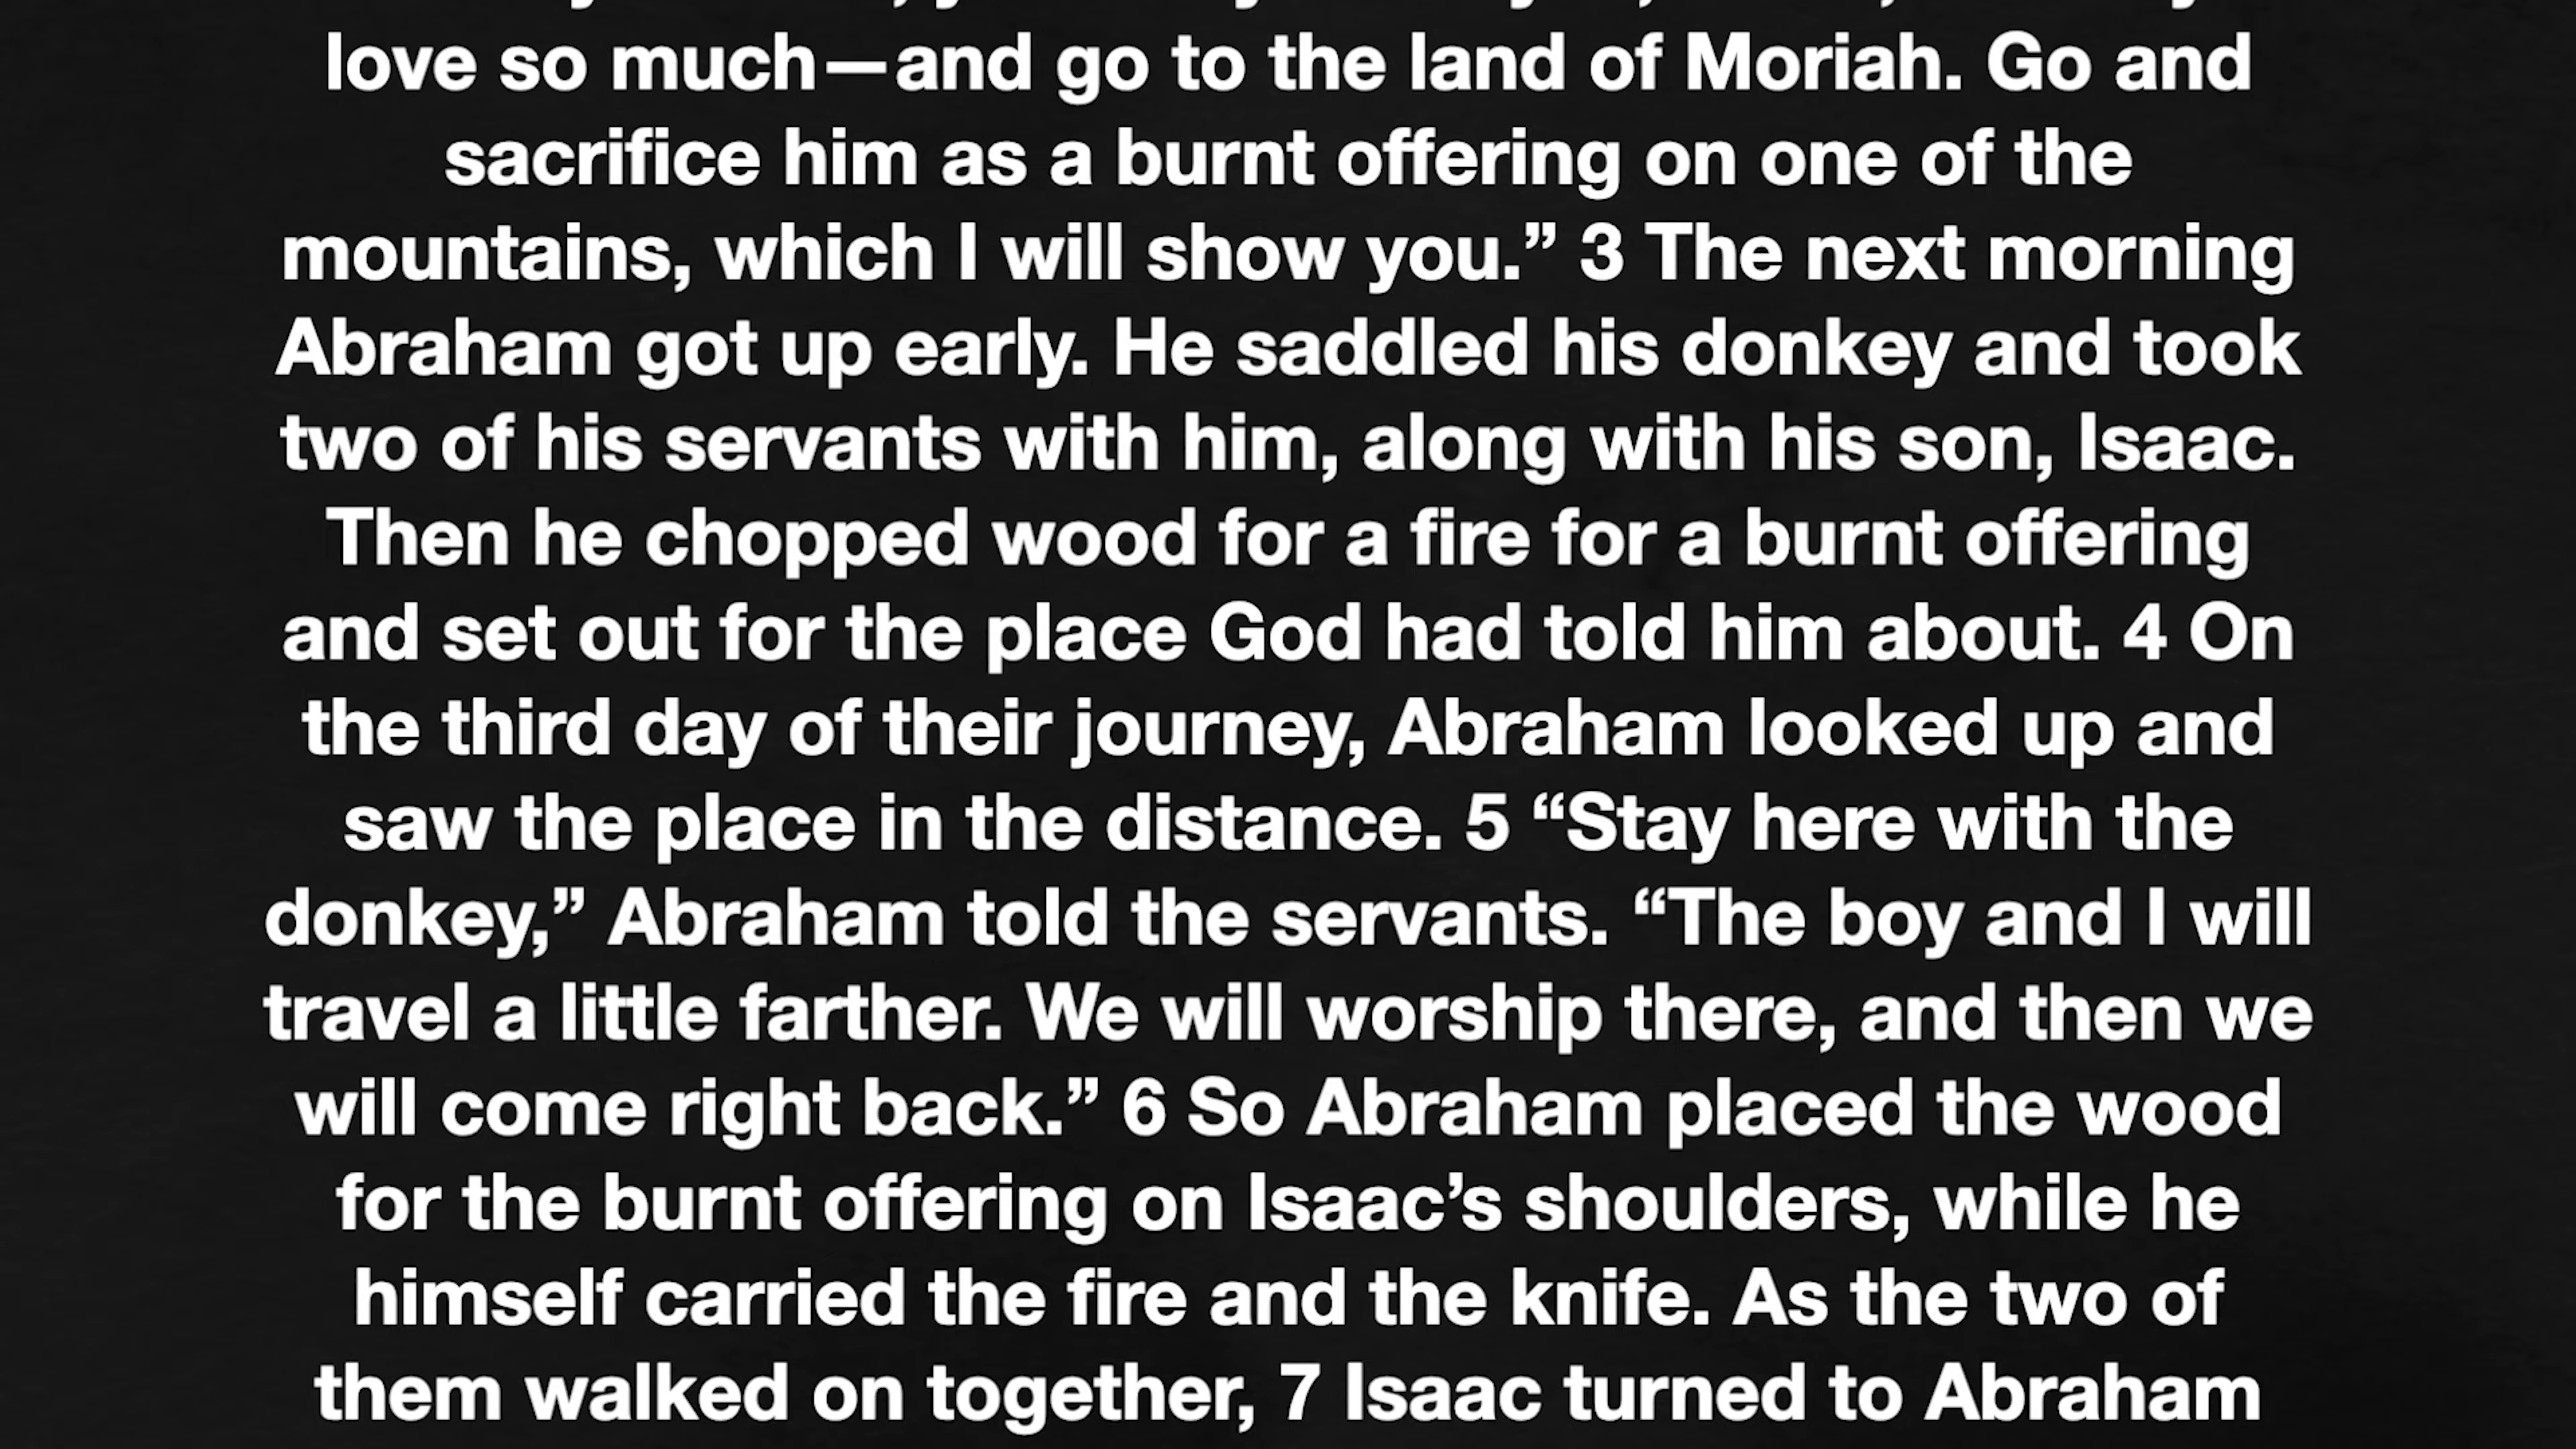 love so much—and go to the land of Moriah. Go and
sacrifice him as a burnt offering on one of the
mountains, which I will show you.” 3 The next morning
Abraham got up early. He saddled his donkey and took
two of his servants with him, along with his son, Isaac.
Then he chopped wood for a fire for a burnt offering
and set out for the place God had told him about. 4 On
the third day of their journey, Abraham looked up and
saw the place in the distance. 5 “Stay here with the
donkey,” Abraham told the servants. “The boy and I will
travel a little farther. We will worship there, and then we
will come right back.” 6 So Abraham placed the wood
for the burnt offering on Isaac’s shoulders, while he
himself carried the fire and the knife. As the two of
them walked on together, 7 Isaac turned to Abraham